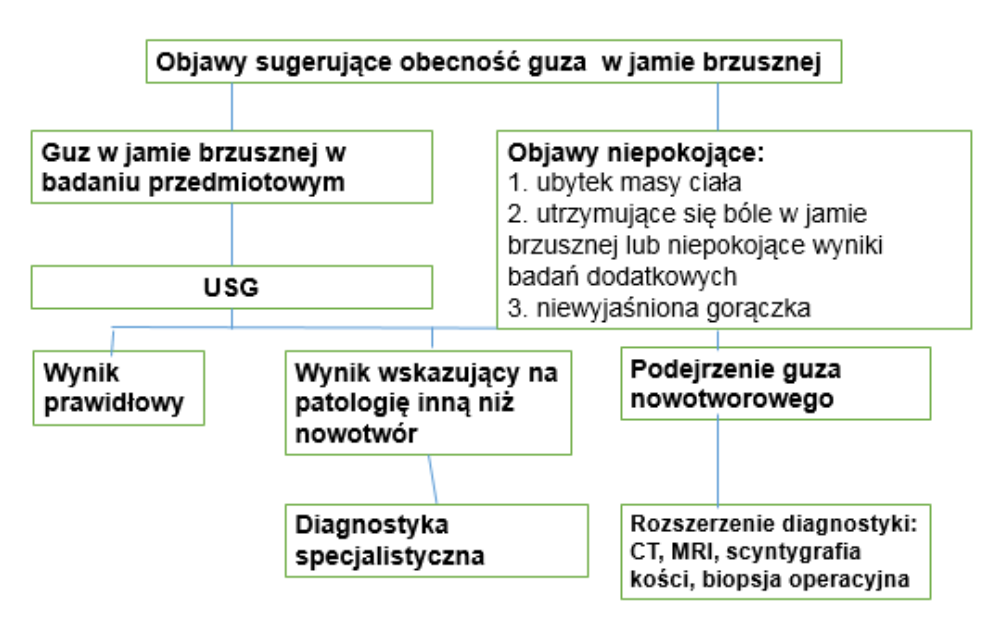 Objawy sugerujące obecność guza w jamie brzusznej
Guz w jamie brzusznej w
badaniu przedmiotowym
Objawy niepokojące:
1. ubytek masy ciała
2. utrzymujące się bóle w jamie
brzusznej lub niepokojące wyniki
badań dodatkowych
3. niewyjaśniona gorączka
USG
Wynik
prawidłowy
Wynik wskazujący na
patologię inną niż
nowotwór
Podejrzenie guza
nowotworowego
Diagnostyka
specjalistyczna
Rozszerzenie diagnostyki:
CT, MRI, scyntygrafia
kości, biopsja operacyjna